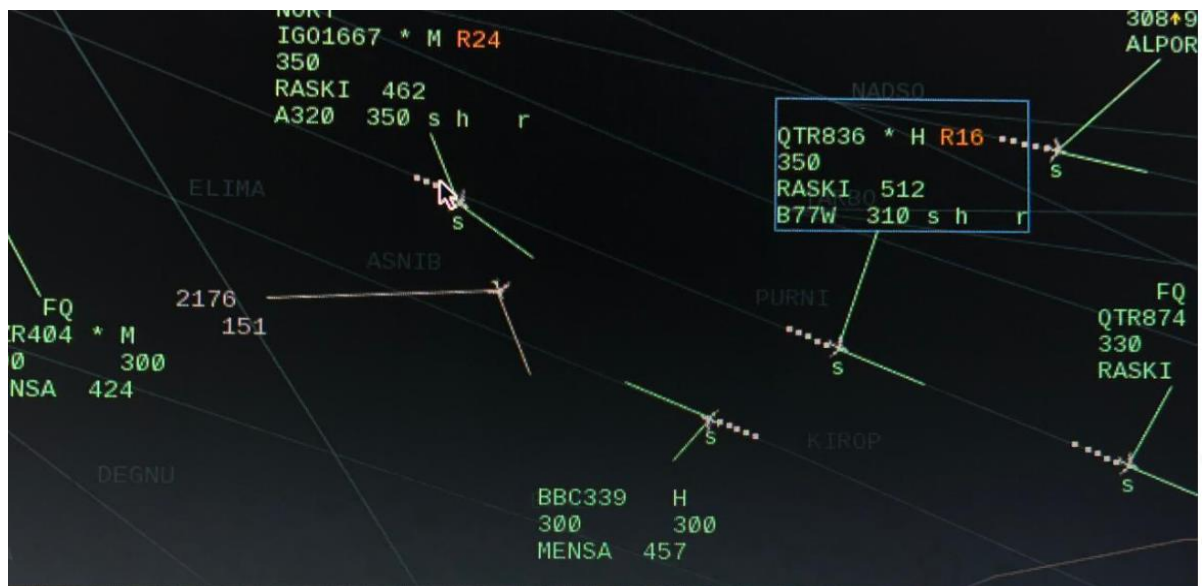 IGO1667 * M R24
350
RASKI 462
A320 350 s h r
s
308↑9
ALPOR
s
NADSO
QTR836 * H R16
350
RASKI 512
B77W 310 s h r
s
ELIMA
ASNIB
2176
151
PURNI
FQ
R404 * M
0 300
NSA 424
FQ
QTR874
330
RASKI
s
KIROP
s
DEGNU
BBC339 H
300 300
MENSA 457